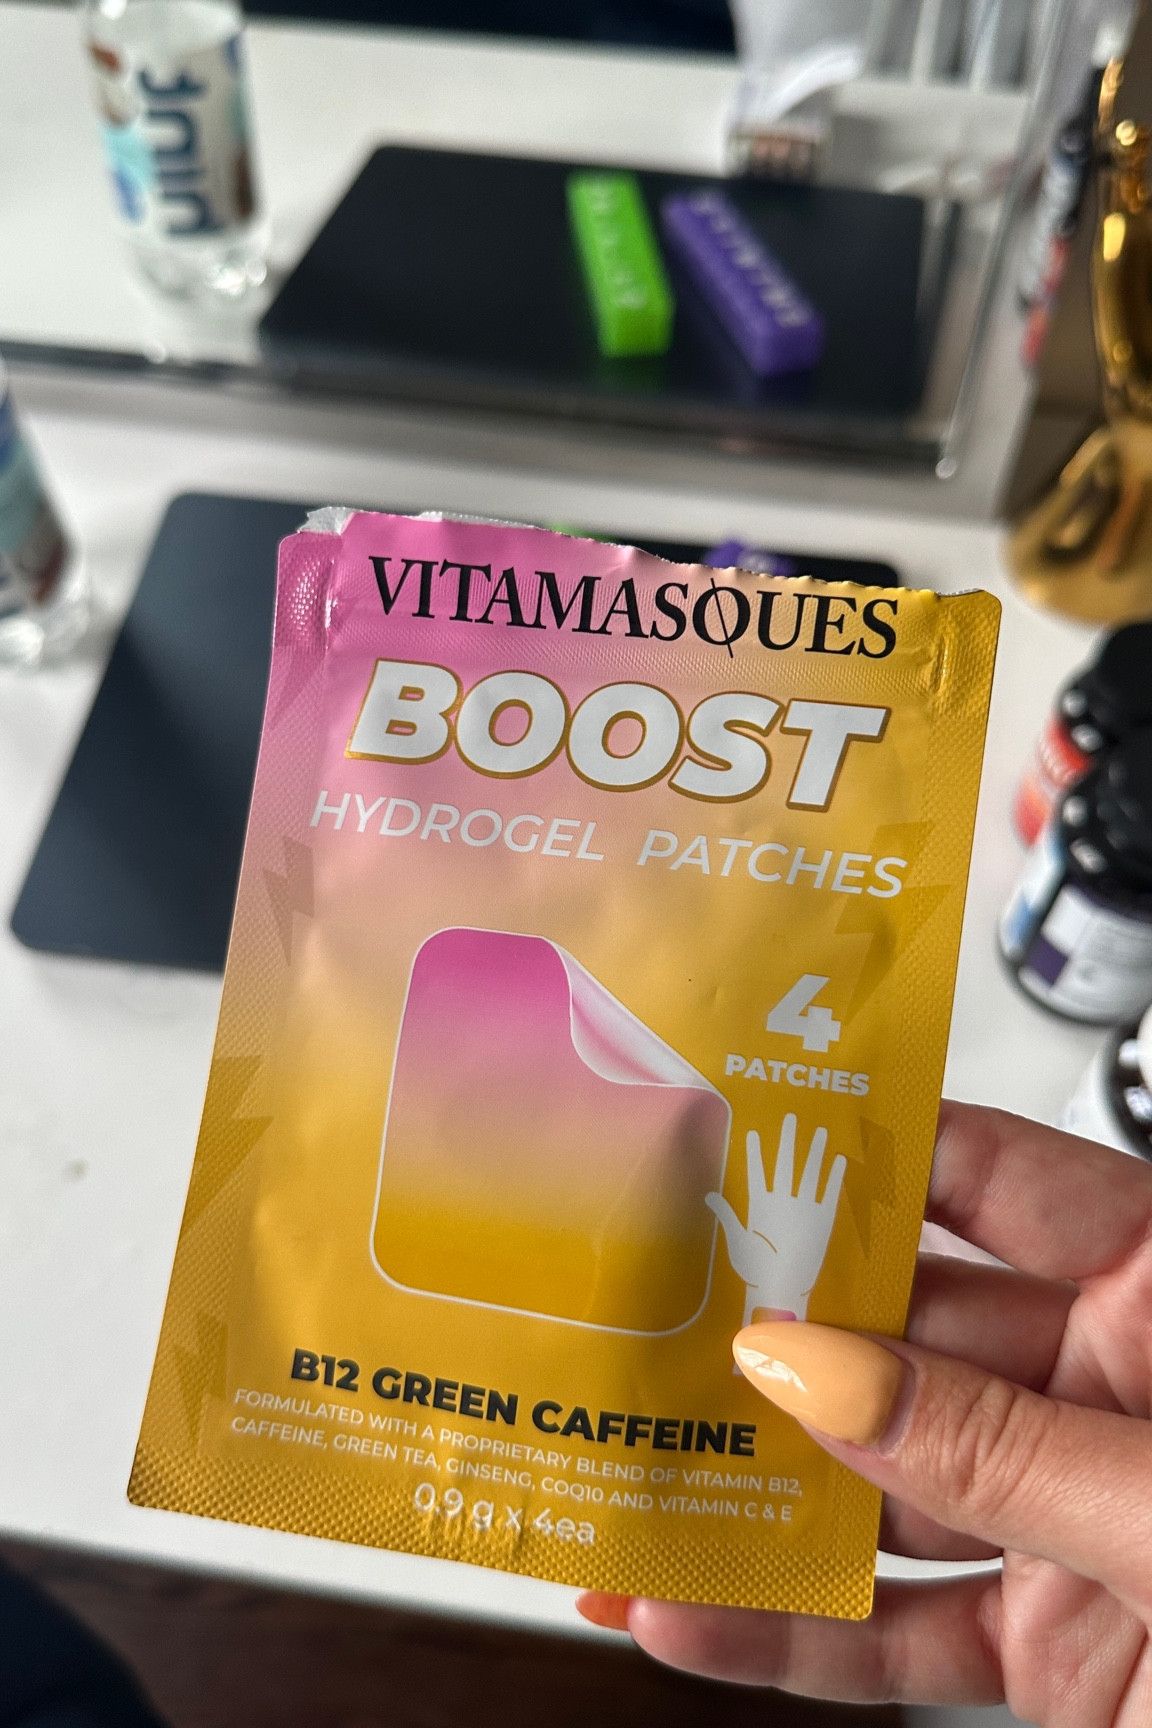 VITAMASQUES
BOOST
HYDROGEL PATCHES
4
PATCHES
B12 GREEN CAFFEINE
FORMULATED WITH A PROPRIETARY BLEND OF VITAMIN B12,
CAFFEINE, GREEN TEA, GINSENG, COQ10 AND VITAMIN C & E
0.9 g x 4ea